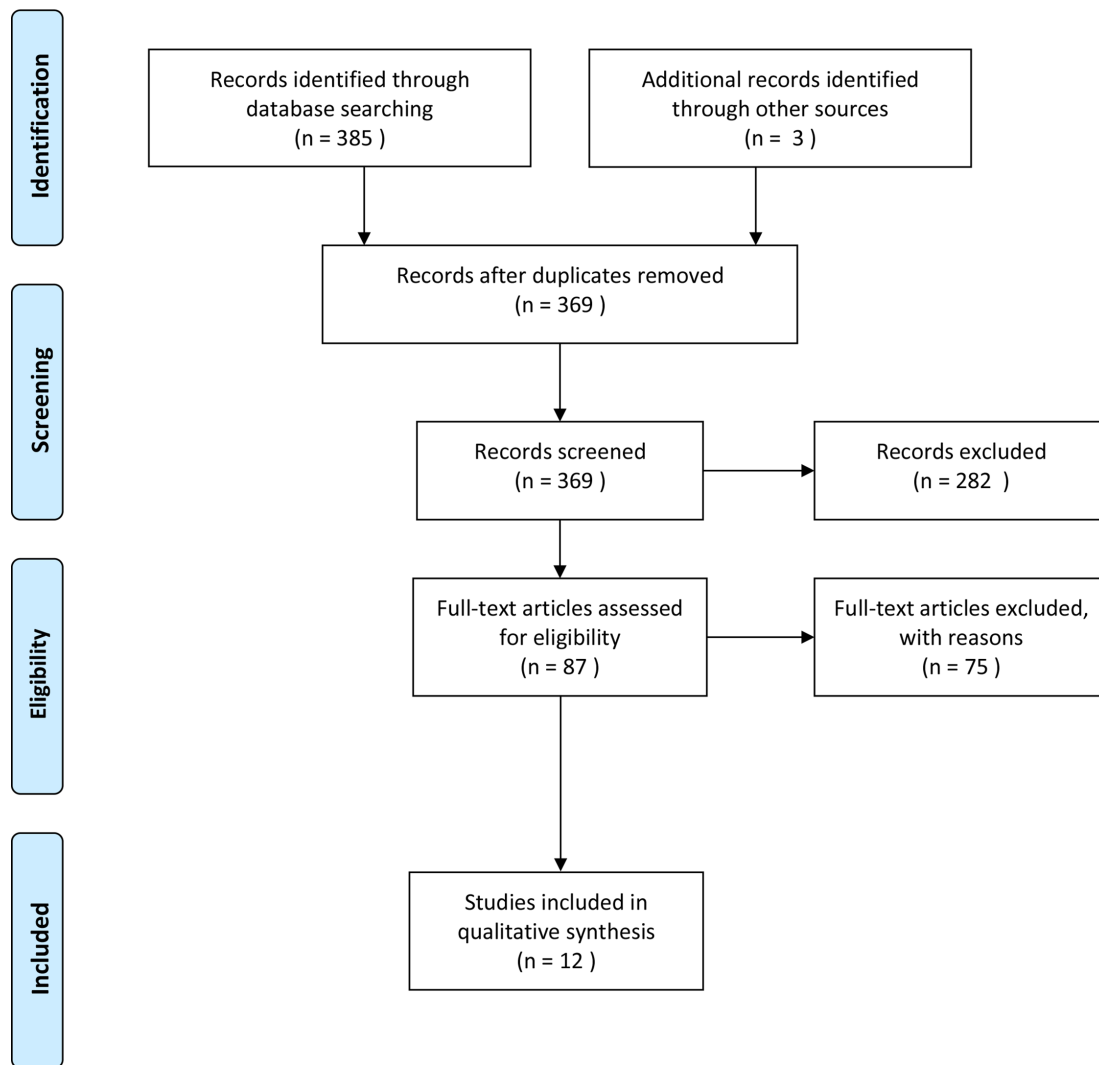 Identification
Records identified through
database searching
(n = 385 )
Additional records identified
through other sources
(n =  3 )
Records after duplicates removed
(n = 369 )
Screening
Records screened
(n = 369 )
Records excluded
(n = 282  )
Eligibility
Full-text articles assessed
for eligibility
(n = 87 )
Full-text articles excluded,
with reasons
(n = 75 )
Included
Studies included in
qualitative synthesis
(n = 12 )